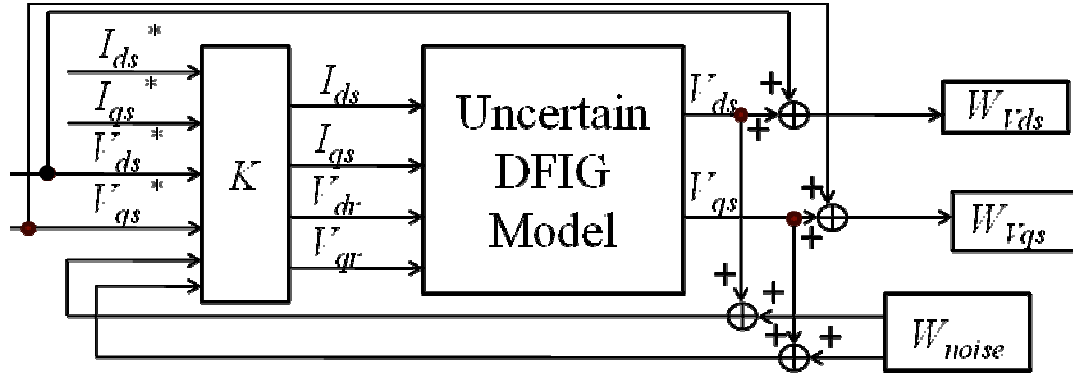 I_ds*
I_qs*
V_ds*
V_qs*
K
I_ds
I_qs
V_dr
V_qr
Uncertain
DFIG
Model
V_ds
V_qs
+
+
+
+
+
+
+
+
W_Vds
W_Vqs
W_noise